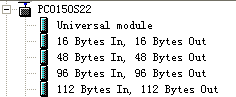 PCO150S22
Universal module
16 Bytes In, 16 Bytes Out
48 Bytes In, 48 Bytes Out
96 Bytes In, 96 Bytes Out
112 Bytes In, 112 Bytes Out